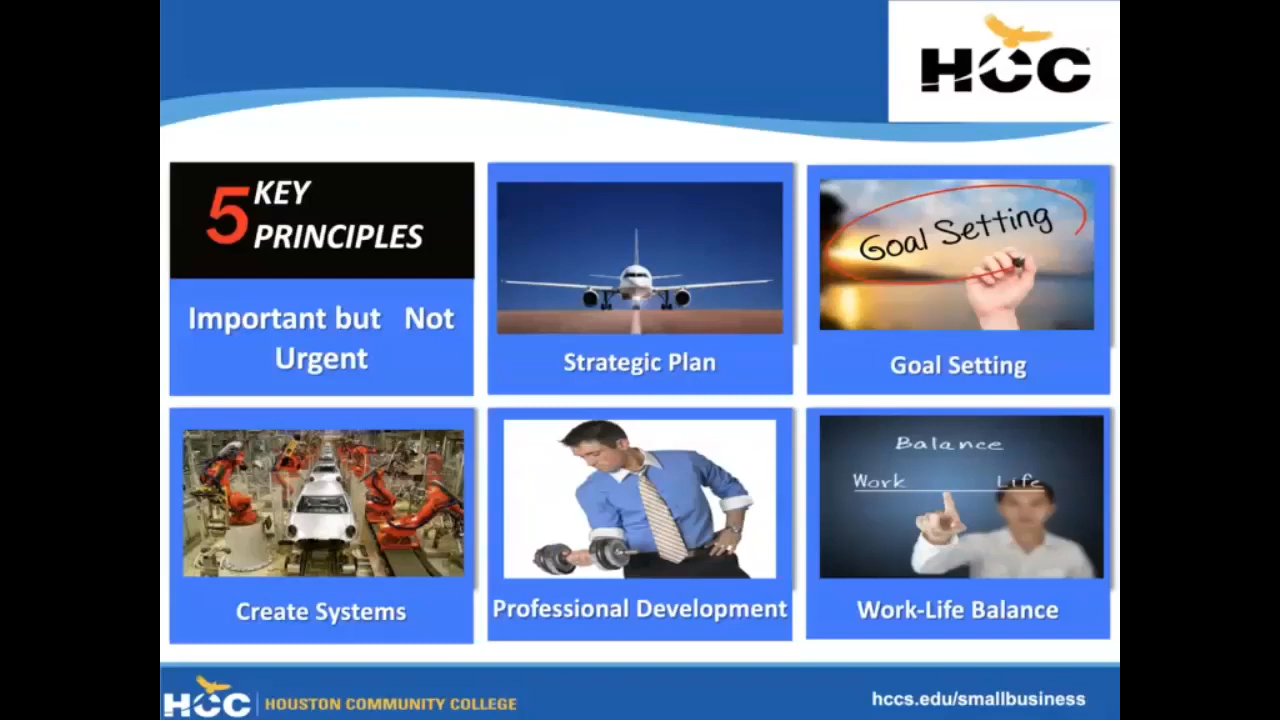 HCC
5 KEY
PRINCIPLES
Important but Not
Urgent
Strategic Plan
Goal Setting
Goal Setting
Create Systems
Professional Development
Balance
Work Life
Work-Life Balance
HCC HOUSTON COMMUNITY COLLEGE
hccs.edu/smallbusiness